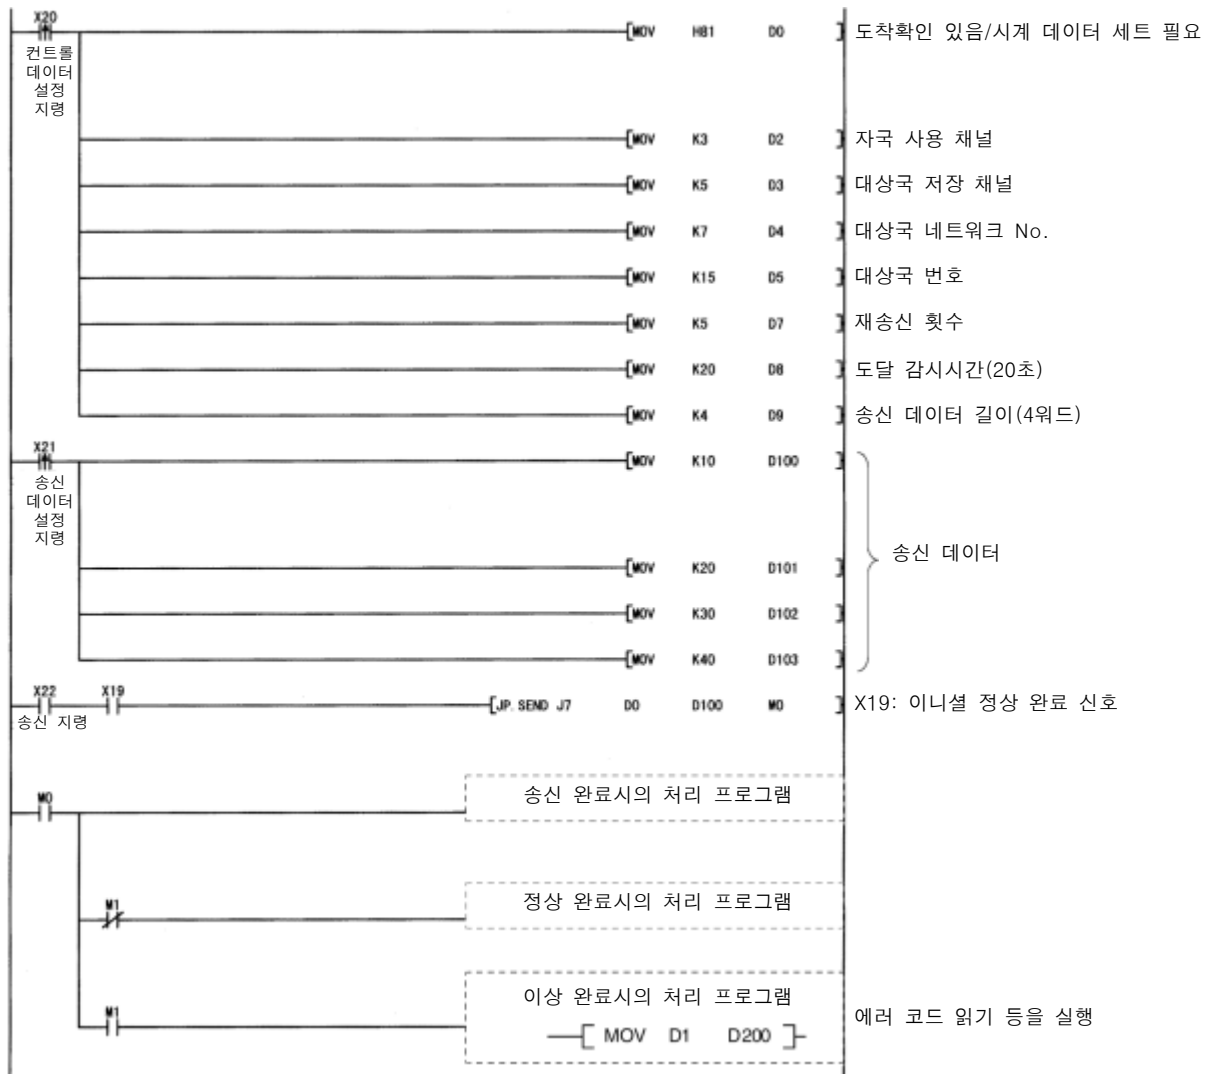 X20
[MOV H81 D0 ] 도착확인 있음/시계 데이터 세트 필요
컨트롤
데이터
설정
지령
[MOV K3 D2 ] 자국 사용 채널
[MOV K5 D3 ] 대상국 저장 채널
[MOV K7 D4 ] 대상국 네트워크 No.
[MOV K15 D5 ] 대상국 번호
[MOV K5 D7 ] 재송신 횟수
[MOV K20 D8 ] 도달 감시시간(20초)
[MOV K4 D9 ] 송신 데이터 길이(4워드)
X21
[MOV K10 D100 ]
송신
데이터
설정
지령
송신 데이터
[MOV K20 D101 ]
[MOV K30 D102 ]
[MOV K40 D103 ]
X22 X19
[JP.SEND J7 D0 D100 M0 ] X19: 이니셜 정상 완료 신호
송신 지령
M0
송신 완료시의 처리 프로그램
M1
정상 완료시의 처리 프로그램
M1
이상 완료시의 처리 프로그램
[ MOV D1 D200 ]
에러 코드 읽기 등을 실행